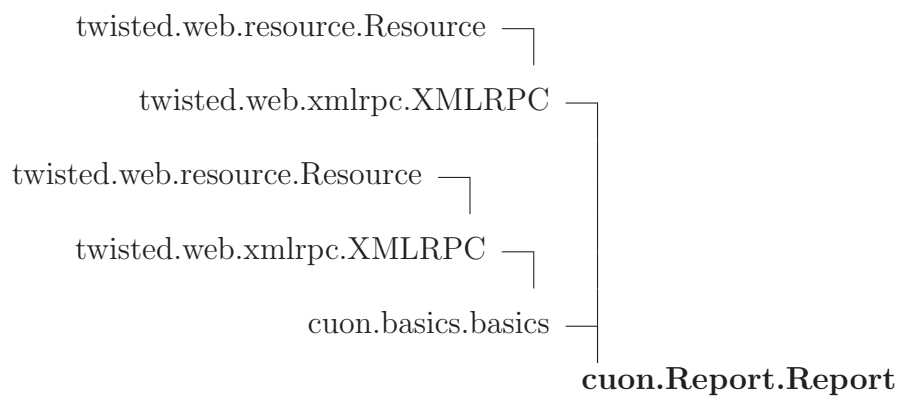 twisted.web.resource.Resource
twisted.web.xmlrpc.XMLRPC
twisted.web.resource.Resource
twisted.web.xmlrpc.XMLRPC
cuon.basics.basics
cuon.Report.Report